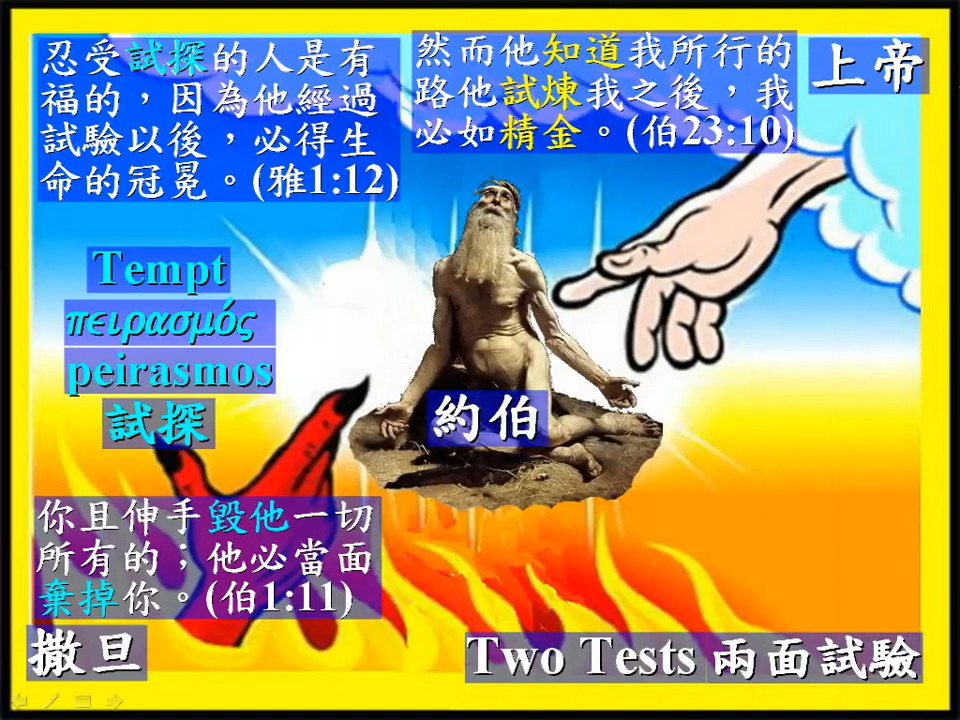 忍受試探的人是有
福的，因為他經過
試驗以後，必得生
命的冠冕。(雅1:12)
然而他知道我所行的
路他試煉我之後，我
必如精金。(伯23:10)
上帝
Tempt
πειρασμός
peirasmos
試探
約伯
你且伸手毀他一切
所有的；他必當面
棄掉你。(伯1:11)
撒旦
Two Tests 兩面試驗